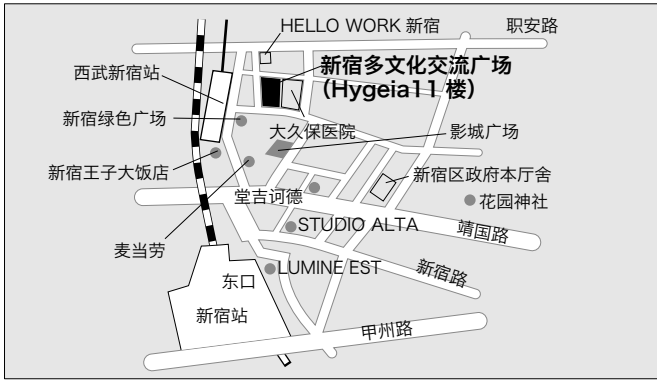 HELLO WORK 新宿
职安路
新宿多文化交流广场
（Hygeia11 楼）
西武新宿站
新宿绿色广场
大久保医院
影城广场
新宿王子大饭店
新宿区政府本厅舍
堂吉诃德
花园神社
STUDIO ALTA
靖国路
麦当劳
LUMINE EST
新宿路
东口
新宿站
甲州路